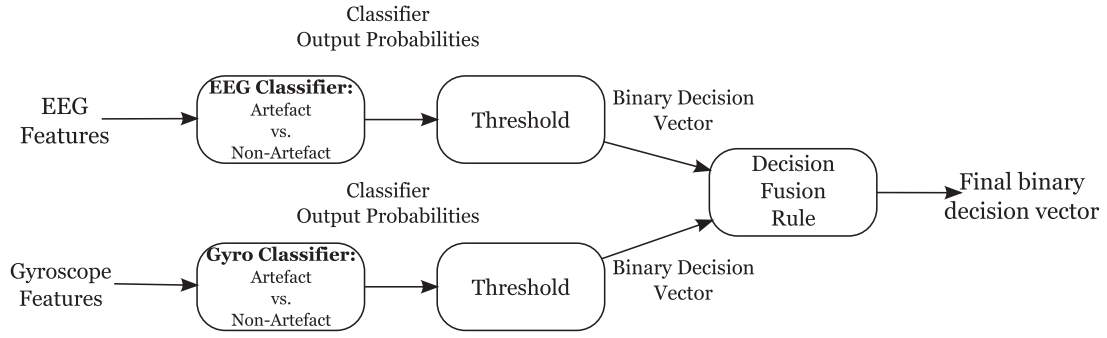 Classifier
Output Probabilities
EEG
Features
EEG Classifier:
Artefact
vs.
Non-Artefact
Threshold
Binary Decision
Vector
Decision
Fusion
Rule
Final binary
decision vector
Classifier
Output Probabilities
Gyroscope
Features
Gyro Classifier:
Artefact
vs.
Non-Artefact
Threshold
Binary Decision
Vector